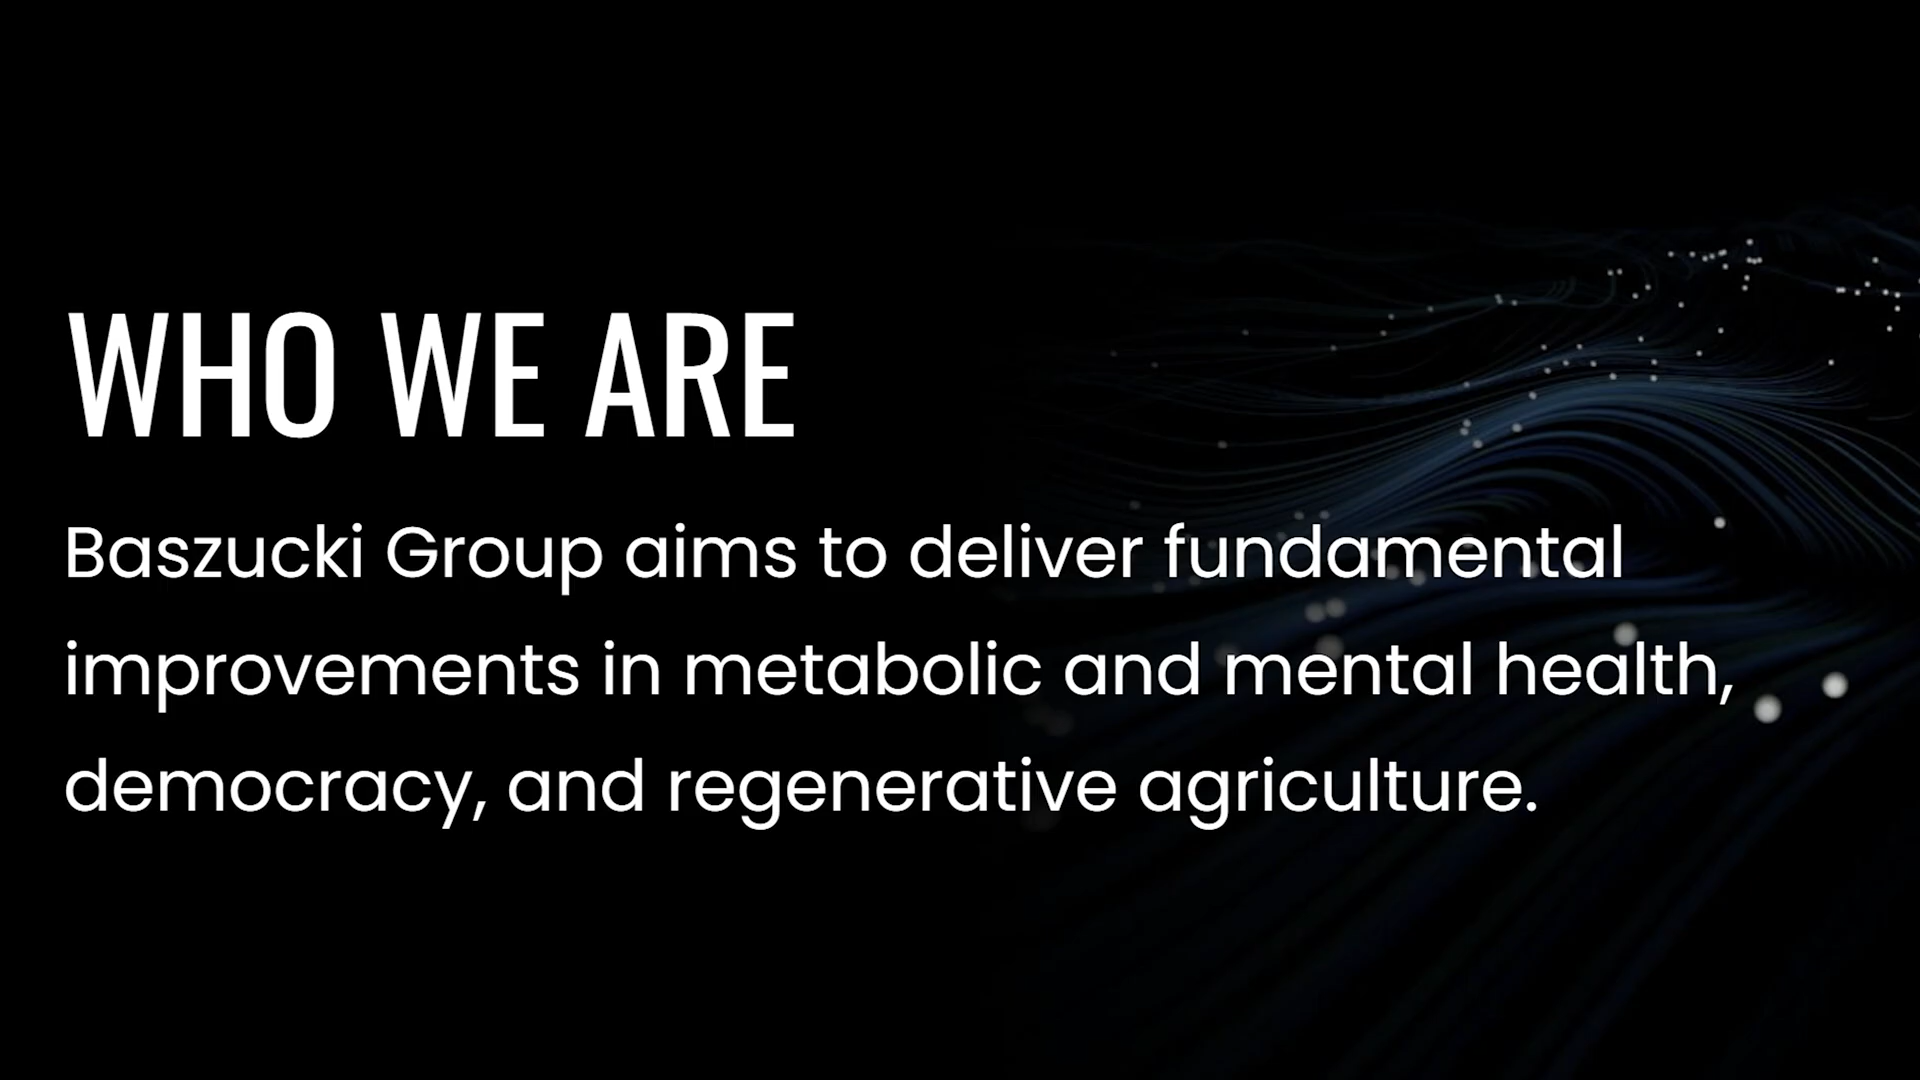 WHO WE ARE
Baszucki Group aims to deliver fundamental
improvements in metabolic and mental health,
democracy, and regenerative agriculture.